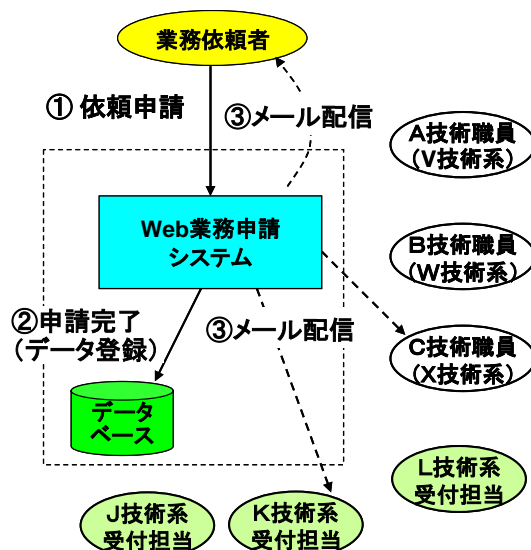 業務依頼者
① 依頼申請
③メール配信
A技術職員
(V技術系)
Web業務申請
システム
B技術職員
(W技術系)
②申請完了
(データ登録)
③メール配信
C技術職員
(X技術系)
データ
ベース
L技術系
受付担当
J技術系
受付担当
K技術系
受付担当